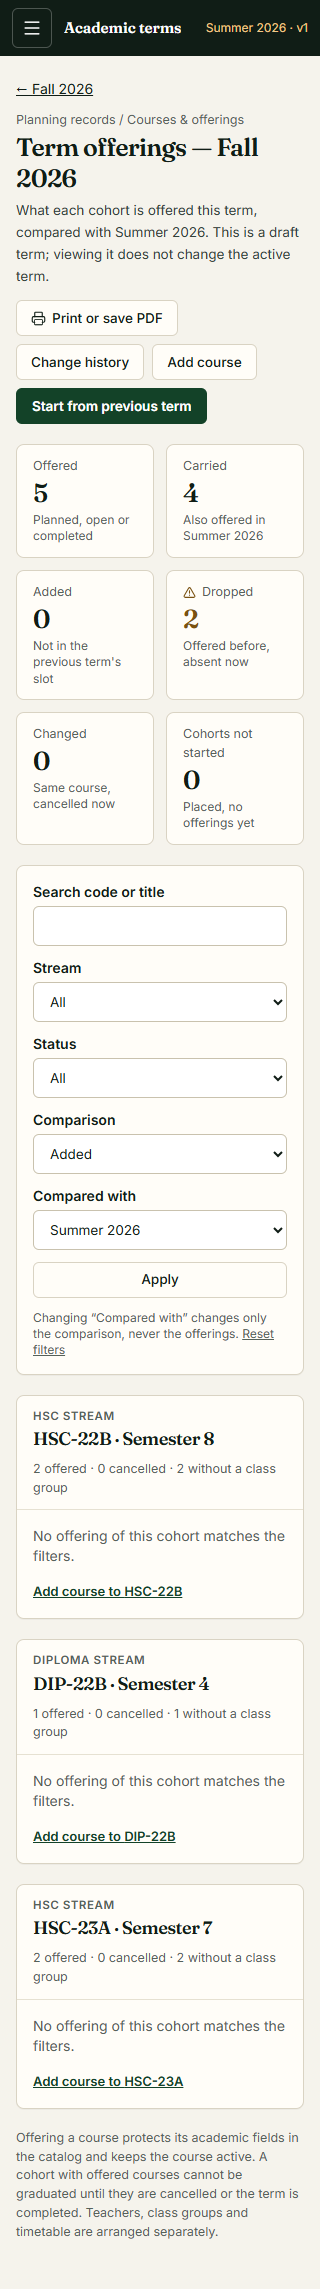 Academic terms
Summer 2026 · v1
← Fall 2026
Planning records / Courses & offerings
Term offerings — Fall
2026
What each cohort is offered this term,
compared with Summer 2026. This is a draft
term; viewing it does not change the active
term.
Print or save PDF
Change history
Add course
Start from previous term
Offered
5
Planned, open or
completed
Carried
4
Also offered in
Summer 2026
Added
0
Not in the
previous term's
slot
Dropped
2
Offered before,
absent now
Changed
0
Same course,
cancelled now
Cohorts not
started
0
Placed, no
offerings yet
Search code or title
Stream
All
Status
All
Comparison
Added
Compared with
Summer 2026
Apply
Changing “Compared with” changes only
the comparison, never the offerings. Reset
filters
HSC STREAM
HSC-22B · Semester 8
2 offered · 0 cancelled · 2 without a class
group
No offering of this cohort matches the
filters.
Add course to HSC-22B
DIPLOMA STREAM
DIP-22B · Semester 4
1 offered · 0 cancelled · 1 without a class
group
No offering of this cohort matches the
filters.
Add course to DIP-22B
HSC STREAM
HSC-23A · Semester 7
2 offered · 0 cancelled · 2 without a class
group
No offering of this cohort matches the
filters.
Add course to HSC-23A
Offering a course protects its academic fields in
the catalog and keeps the course active. A
cohort with offered courses cannot be
graduated until they are cancelled or the term is
completed. Teachers, class groups and
timetable are arranged separately.